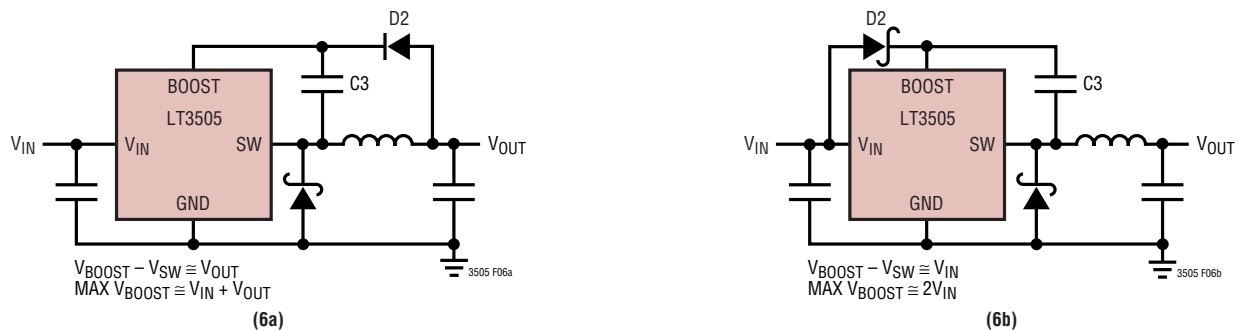 D2
C3
BOOST
LT3505
V_IN
V_IN
SW
V_OUT
GND
3505 F06a
V_BOOST – V_SW ≅ V_OUT
MAX V_BOOST ≅ V_IN + V_OUT
(6a)
D2
C3
BOOST
LT3505
V_IN
V_IN
SW
V_OUT
GND
3505 F06b
V_BOOST – V_SW ≅ V_IN
MAX V_BOOST ≅ 2V_IN
(6b)